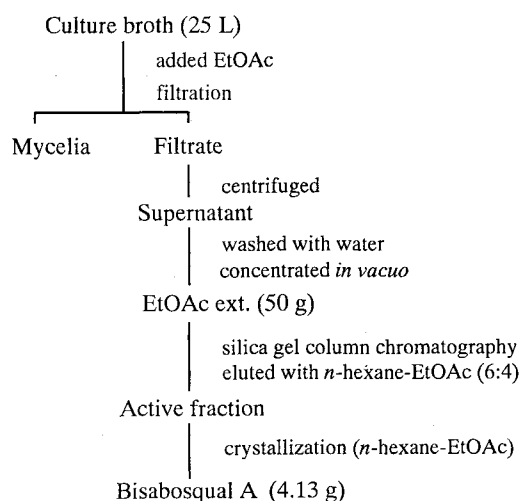 Culture broth (25 L)
added EtOAc
filtration
Mycelia Filtrate
centrifuged
Supernatant
washed with water
concentrated in vacuo
EtOAc ext. (50 g)
silica gel column chromatography
eluted with n-hexane-EtOAc (6:4)
Active fraction
crystallization (n-hexane-EtOAc)
Bisabosqual A (4.13 g)